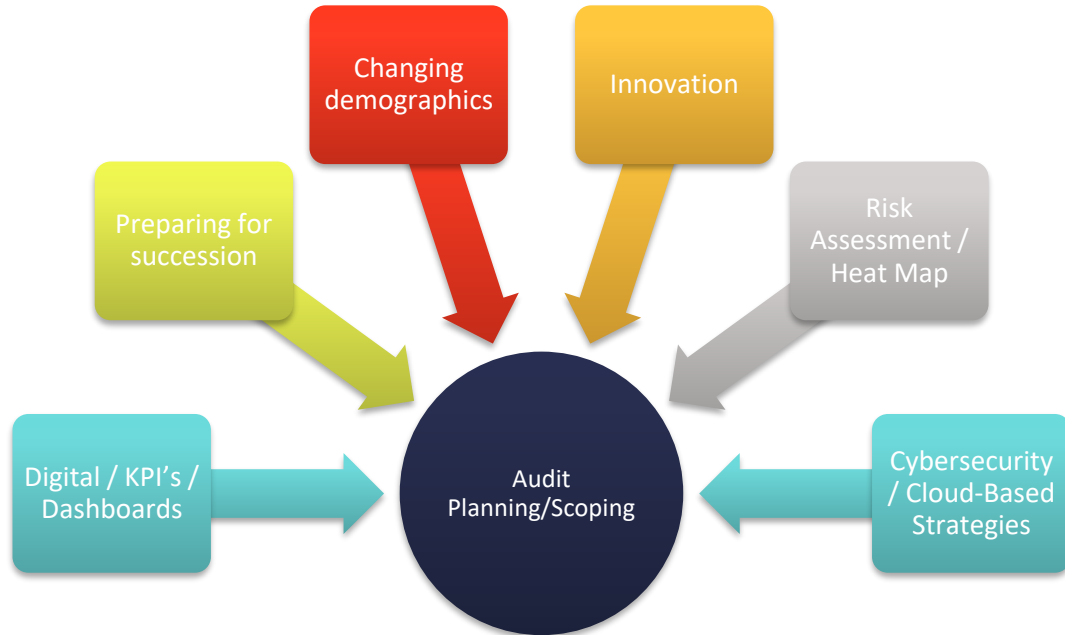 Changing
demographics
Innovation
Preparing for
succession
Risk
Assessment /
Heat Map
Digital / KPI’s /
Dashboards
Audit
Planning/Scoping
Cybersecurity
/ Cloud-Based
Strategies